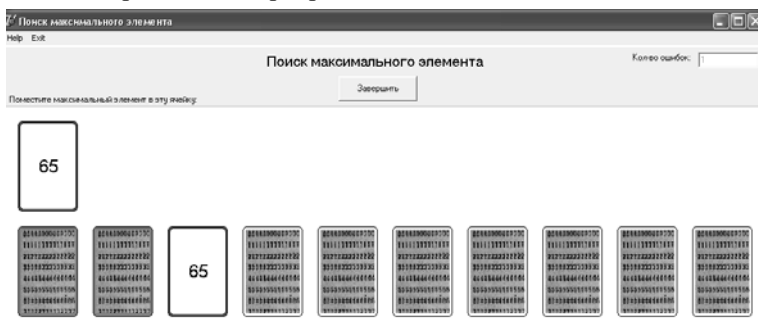 Поиск максимального элемента
Help Exit
Поиск максимального элемента
Кол-во ошибок: 1
Завершить
Поместите максимальный элемент в эту ячейку:
65
65